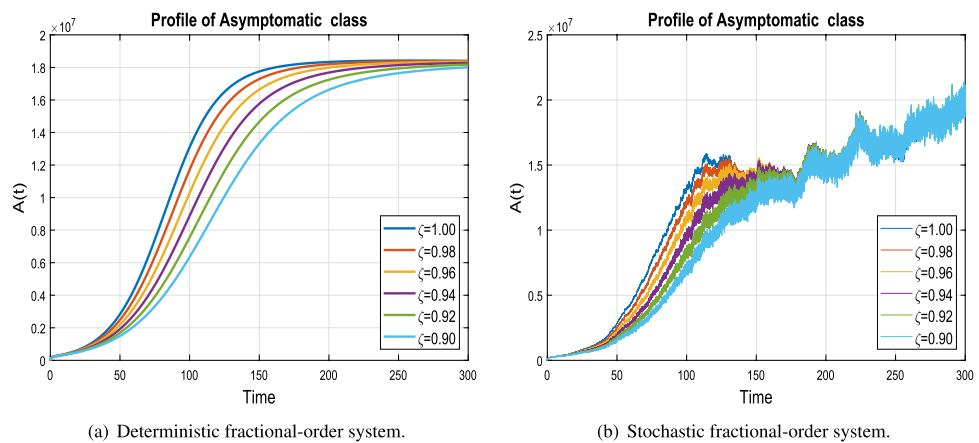 Profile of Asymptomatic class
×10⁷
2
1.8
1.6
1.4
1.2
1
0.8
0.6
0.4
0.2
0
A(t)
0 50 100 150 200 250 300
Time
ζ=1.00
ζ=0.98
ζ=0.96
ζ=0.94
ζ=0.92
ζ=0.90
(a) Deterministic fractional-order system.
Profile of Asymptomatic class
×10⁷
2.5
2
1.5
1
0.5
0
A(t)
0 50 100 150 200 250 300
Time
ζ=1.00
ζ=0.98
ζ=0.96
ζ=0.94
ζ=0.92
ζ=0.90
(b) Stochastic fractional-order system.